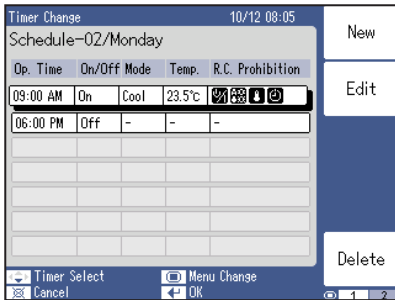 Timer Change 10/12 08:05
Schedule-02/Monday
Op. Time On/Off Mode Temp. R.C. Prohibition
09:00 AM On Cool 23.5°c
06:00 PM Off - - -
Timer Select Menu Change
Cancel OK
New
Edit
Delete
1 2